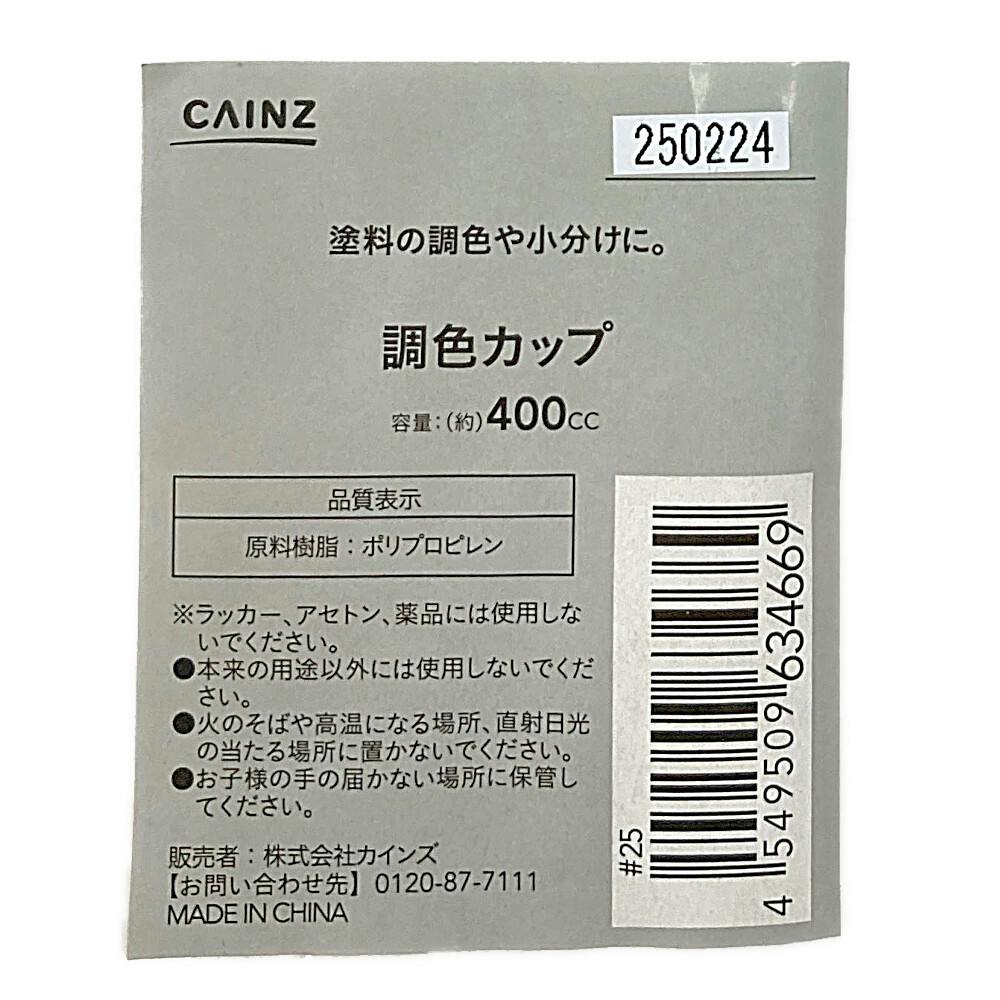 CAINZ
250224
塗料の調色や小分けに。
調色カップ
容量:(約)400CC
品質表示
原料樹脂:ポリプロピレン
※ラッカー、アセトン、薬品には使用しな
いでください。
●本来の用途以外には使用しないでくだ
さい。
●火のそばや高温になる場所、直射日光
の当たる場所に置かないでください。
●お子様の手の届かない場所に保管し
てください。
販売者:株式会社カインズ
【お問い合わせ先】0120-87-7111
MADE IN CHINA
#25
4549509634669